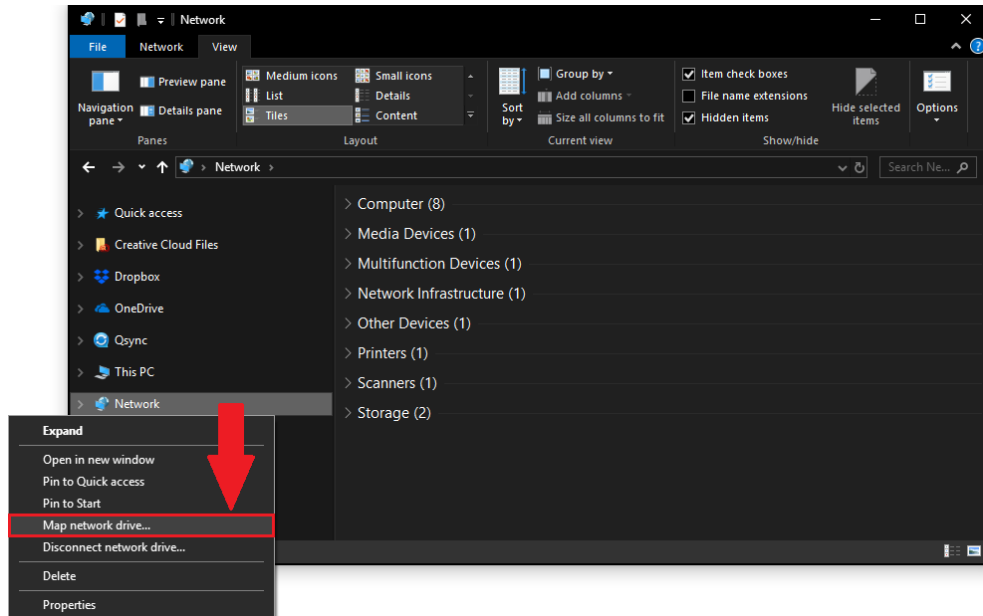 Network
File Network View
Navigation pane
Preview pane
Details pane
Panes
Medium icons Small icons
List Details
Tiles Content
Layout
Sort by
Group by
Add columns
Size all columns to fit
Current view
Item check boxes
File name extensions
Hidden items
Hide selected items
Show/hide
Options
Network
Search Ne...
Quick access
Creative Cloud Files
Dropbox
OneDrive
Qsync
This PC
Network
Computer (8)
Media Devices (1)
Multifunction Devices (1)
Network Infrastructure (1)
Other Devices (1)
Printers (1)
Scanners (1)
Storage (2)
Expand
Open in new window
Pin to Quick access
Pin to Start
Map network drive...
Disconnect network drive...
Delete
Properties